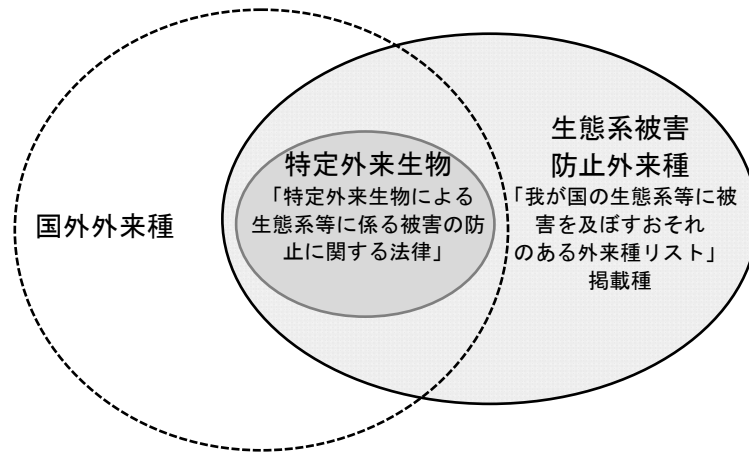 国外外来種
特定外来生物
「特定外来生物による
生態系等に係る被害の防
止に関する法律」
生態系被害
防止外来種
「我が国の生態系等に被
害を及ぼすおそれ
のある外来種リスト」
掲載種